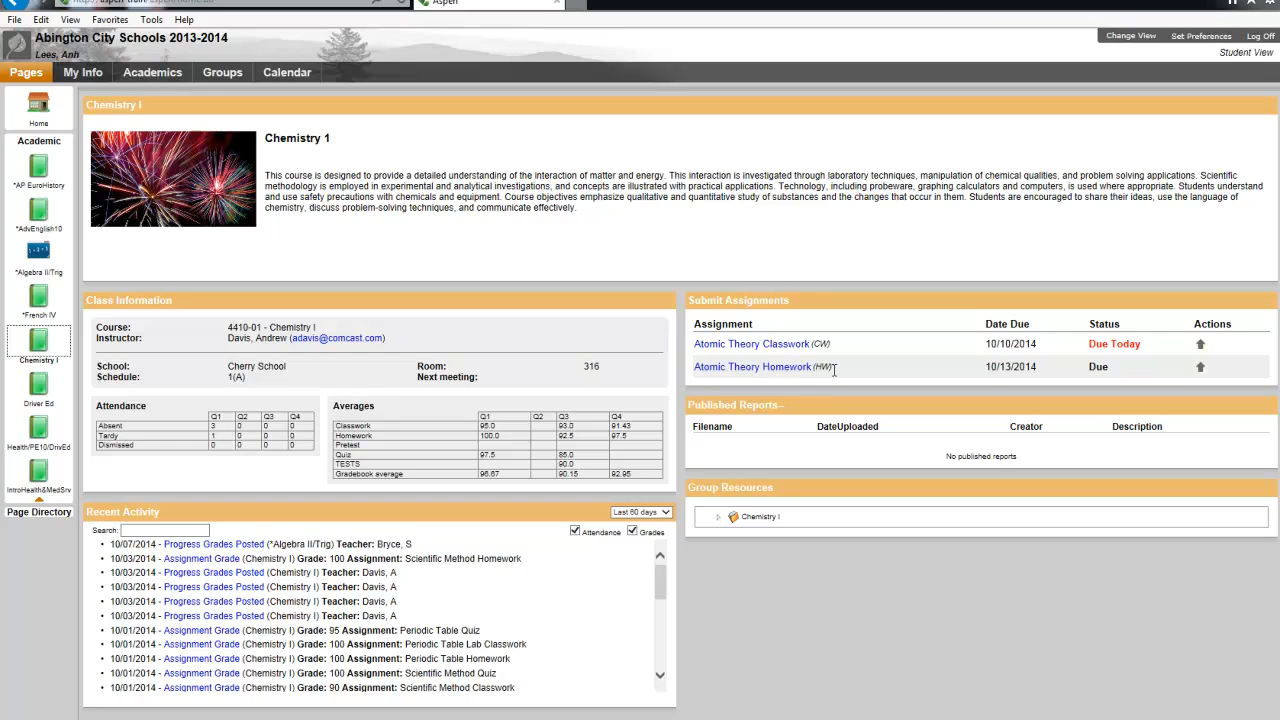 Aspen
File Edit View Favorites Tools Help
Abington City Schools 2013-2014
Lees, Anh
Change View Set Preferences Log Off
Student View
Pages My Info Academics Groups Calendar
Home
Academic
*AP EuroHistory
*AdvEnglish10
*Algebra II/Trig
*French IV
Chemistry I
Driver Ed
Health/PE10/DrivEd
IntroHealth&MedSrv
Page Directory
Chemistry I
Chemistry 1
This course is designed to provide a detailed understanding of the interaction of matter and energy. This interaction is investigated through laboratory techniques, manipulation of chemical qualities, and problem solving applications. Scientific
methodology is employed in experimental and analytical investigations, and concepts are illustrated with practical applications. Technology, including probeware, graphing calculators and computers, is used where appropriate. Students understand
and use safety precautions with chemicals and equipment. Course objectives emphasize qualitative and quantitative study of substances and the changes that occur in them. Students are encouraged to share their ideas, use the language of
chemistry, discuss problem-solving techniques, and communicate effectively.
Class Information
Course: 4410-01 - Chemistry I
Instructor: Davis, Andrew (adavis@comcast.com)
School: Cherry School Room: 316
Schedule: 1(A) Next meeting:
Attendance
Q1 Q2 Q3 Q4
Absent 3 0 0 0
Tardy 1 0 0 0
Dismissed 0 0 0 0
Averages
Q1 Q2 Q3 Q4
Classwork 95.0 93.0 91.43
Homework 100.0 92.5 97.5
Pretest
Quiz 97.5 85.0
TESTS 90.0
Gradebook average 96.67 90.15 92.95
Recent Activity Last 60 days
Search: Attendance Grades
• 10/07/2014 - Progress Grades Posted (*Algebra II/Trig) Teacher: Bryce, S
• 10/03/2014 - Assignment Grade (Chemistry I) Grade: 100 Assignment: Scientific Method Homework
• 10/03/2014 - Progress Grades Posted (Chemistry I) Teacher: Davis, A
• 10/03/2014 - Progress Grades Posted (Chemistry I) Teacher: Davis, A
• 10/03/2014 - Progress Grades Posted (Chemistry I) Teacher: Davis, A
• 10/03/2014 - Progress Grades Posted (Chemistry I) Teacher: Davis, A
• 10/01/2014 - Assignment Grade (Chemistry I) Grade: 95 Assignment: Periodic Table Quiz
• 10/01/2014 - Assignment Grade (Chemistry I) Grade: 100 Assignment: Periodic Table Lab Classwork
• 10/01/2014 - Assignment Grade (Chemistry I) Grade: 100 Assignment: Periodic Table Homework
• 10/01/2014 - Assignment Grade (Chemistry I) Grade: 100 Assignment: Scientific Method Quiz
• 10/01/2014 - Assignment Grade (Chemistry I) Grade: 90 Assignment: Scientific Method Classwork
Submit Assignments
Assignment Date Due Status Actions
Atomic Theory Classwork (CW) 10/10/2014 Due Today
Atomic Theory Homework (HW) 10/13/2014 Due
Published Reports--
Filename DateUploaded Creator Description
No published reports
Group Resources
Chemistry I